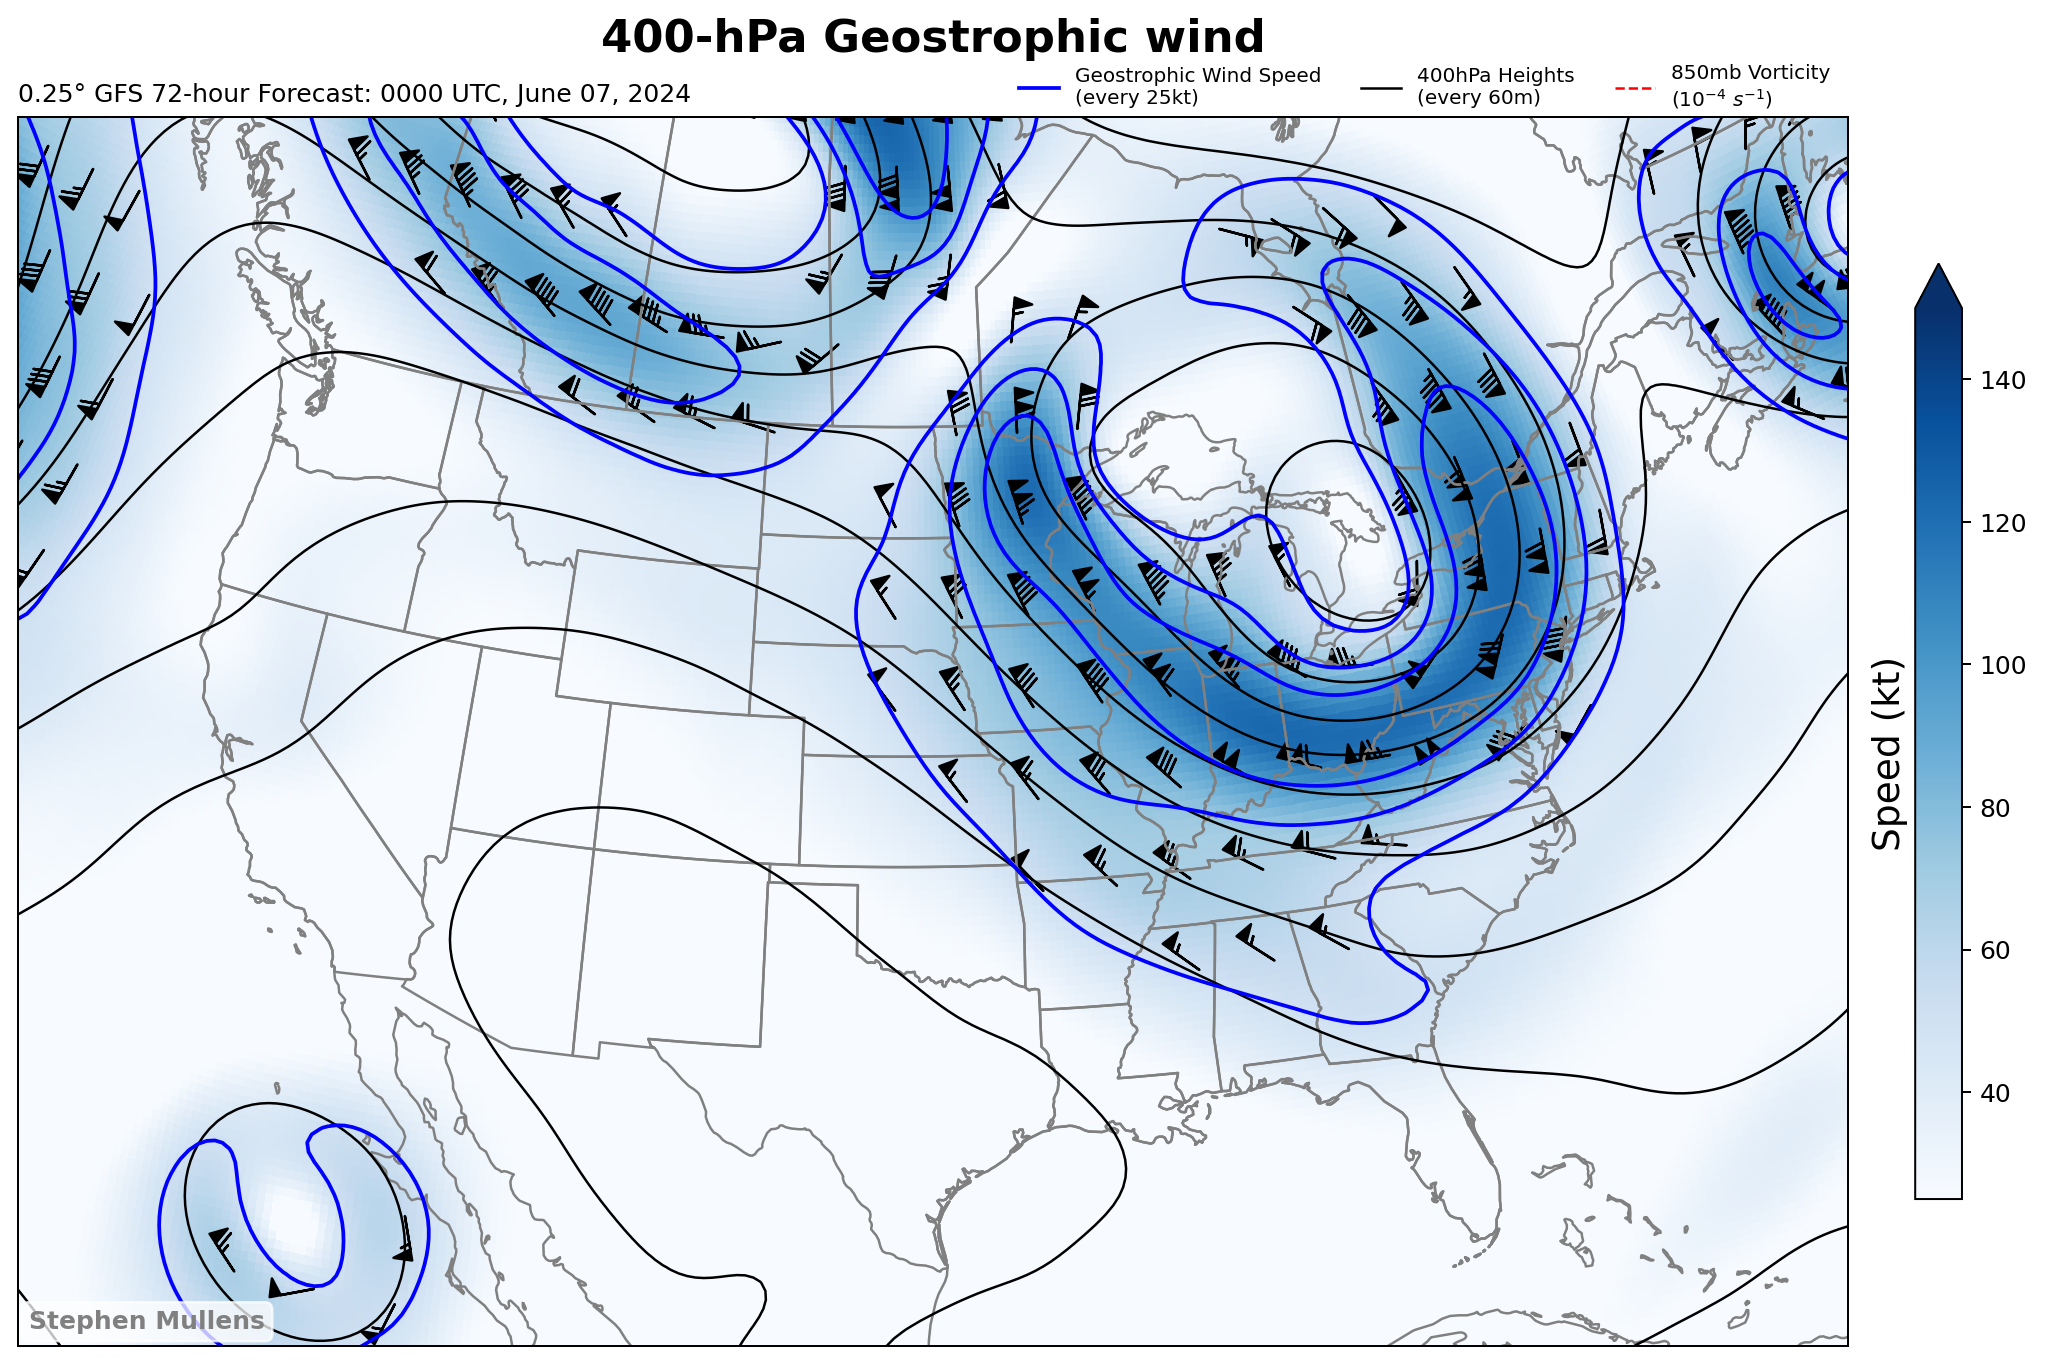 400-hPa Geostrophic wind
0.25° GFS 72-hour Forecast: 0000 UTC, June 07, 2024
Geostrophic Wind Speed
(every 25kt)
400hPa Heights
(every 60m)
850mb Vorticity
(10⁻⁴ s⁻¹)
140
120
100
80
60
40
Speed (kt)
Stephen Mullens